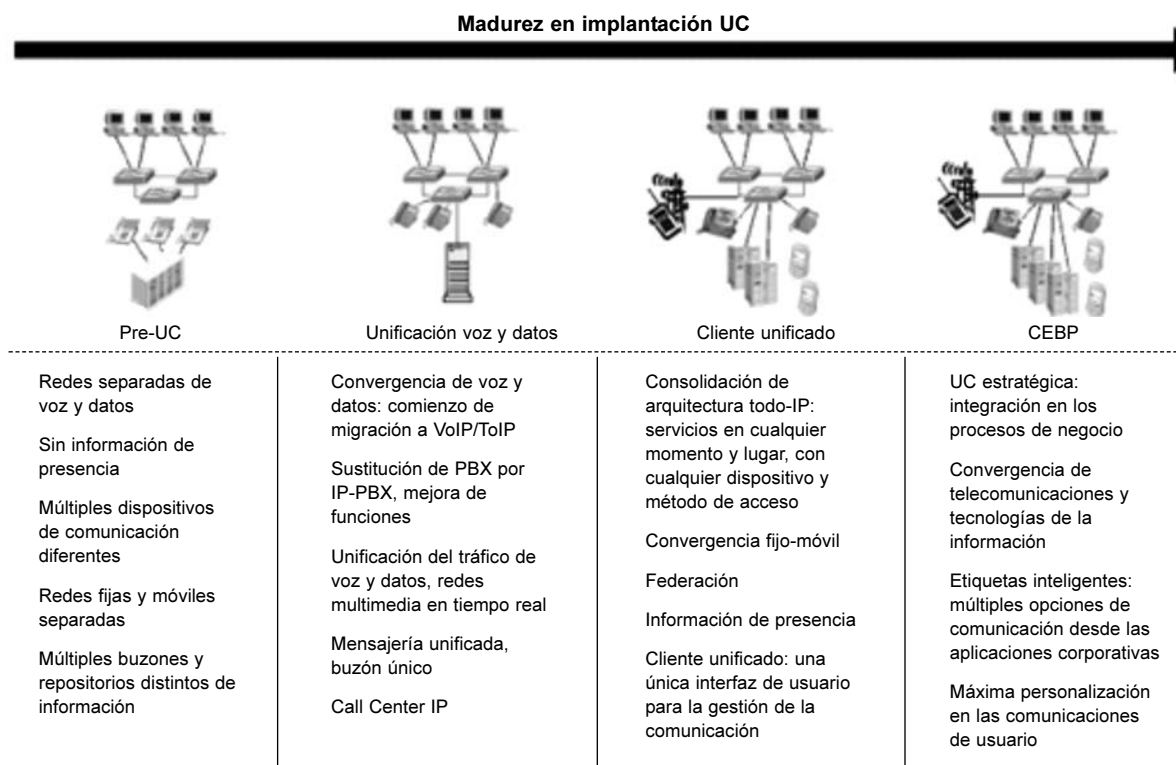 Madurez en implantación UC
Pre-UC
Unificación voz y datos
Cliente unificado
CEBP
Redes separadas de
voz y datos
Sin información de
presencia
Múltiples dispositivos
de comunicación
diferentes
Redes fijas y móviles
separadas
Múltiples buzones y
repositorios distintos de
información
Convergencia de voz y
datos: comienzo de
migración a VoIP/ToIP
Sustitución de PBX por
IP-PBX, mejora de
funciones
Unificación del tráfico de
voz y datos, redes
multimedia en tiempo real
Mensajería unificada,
buzón único
Call Center IP
Consolidación de
arquitectura todo-IP:
servicios en cualquier
momento y lugar, con
cualquier dispositivo y
método de acceso
Convergencia fijo-móvil
Federación
Información de presencia
Cliente unificado: una
única interfaz de usuario
para la gestión de la
comunicación
UC estratégica:
integración en los
procesos de negocio
Convergencia de
telecomunicaciones y
tecnologías de la
información
Etiquetas inteligentes:
múltiples opciones de
comunicación desde las
aplicaciones corporativas
Máxima personalización
en las comunicaciones
de usuario